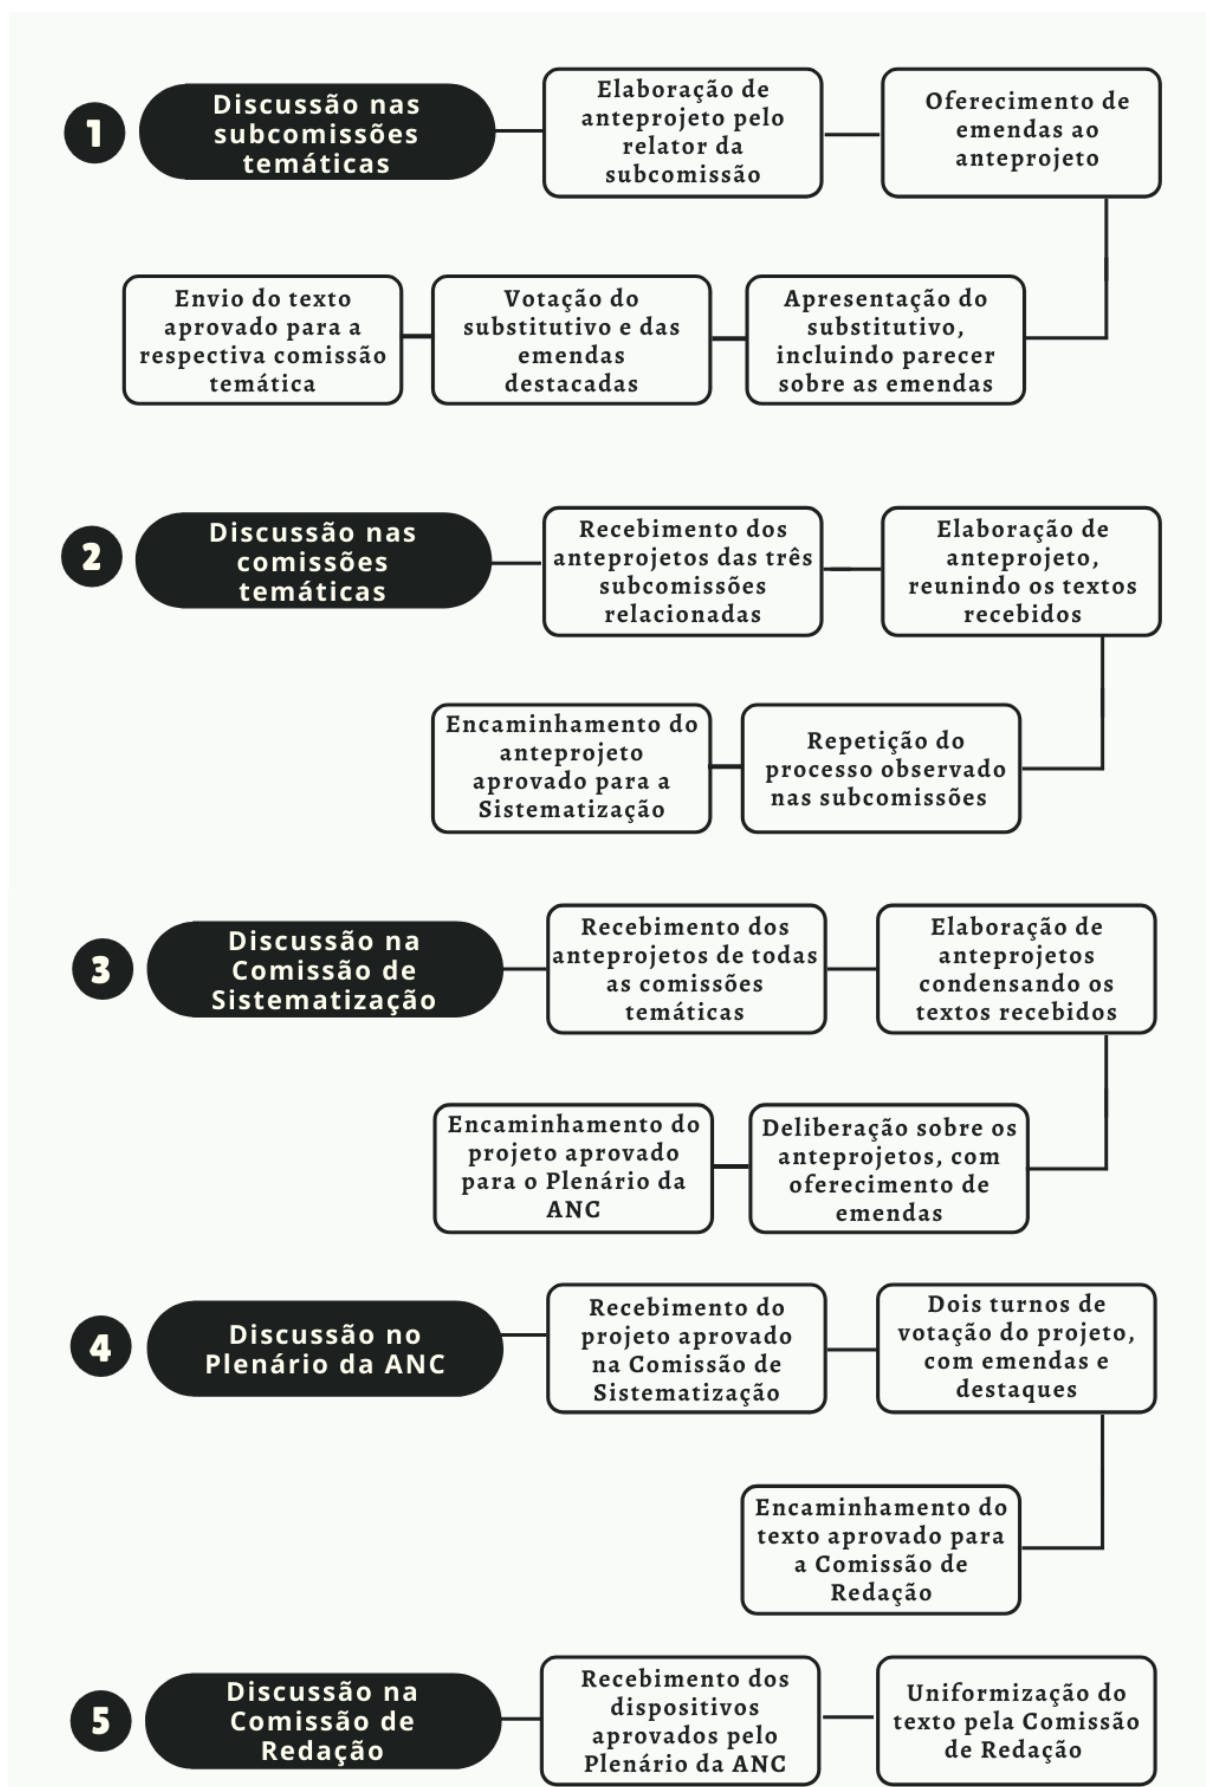 1
Discussão nas
subcomissões
temáticas
Elaboração de
anteprojeto pelo
relator da
subcomissão
Oferecimento de
emendas ao
anteprojeto
Apresentação do
substitutivo,
incluindo parecer
sobre as emendas
Votação do
substitutivo e das
emendas
destacadas
Envio do texto
aprovado para a
respectiva comissão
temática
2
Discussão nas
comissões
temáticas
Recebimento dos
anteprojetos das três
subcomissões
relacionadas
Elaboração de
anteprojeto,
reunindo os textos
recebidos
Repetição do
processo observado
nas subcomissões
Encaminhamento do
anteprojeto
aprovado para a
Sistematização
3
Discussão na
Comissão de
Sistematização
Recebimento dos
anteprojetos de todas
as comissões
temáticas
Elaboração de
anteprojetos
condensando os
textos recebidos
Deliberação sobre os
anteprojetos, com
oferecimento de
emendas
Encaminhamento do
projeto aprovado
para o Plenário da
ANC
4
Discussão no
Plenário da ANC
Recebimento do
projeto aprovado
na Comissão de
Sistematização
Dois turnos de
votação do projeto,
com emendas e
destaques
Encaminhamento do
texto aprovado para
a Comissão de
Redação
5
Discussão na
Comissão de
Redação
Recebimento dos
dispositivos
aprovados pelo
Plenário da ANC
Uniformização do
texto pela Comissão
de Redação